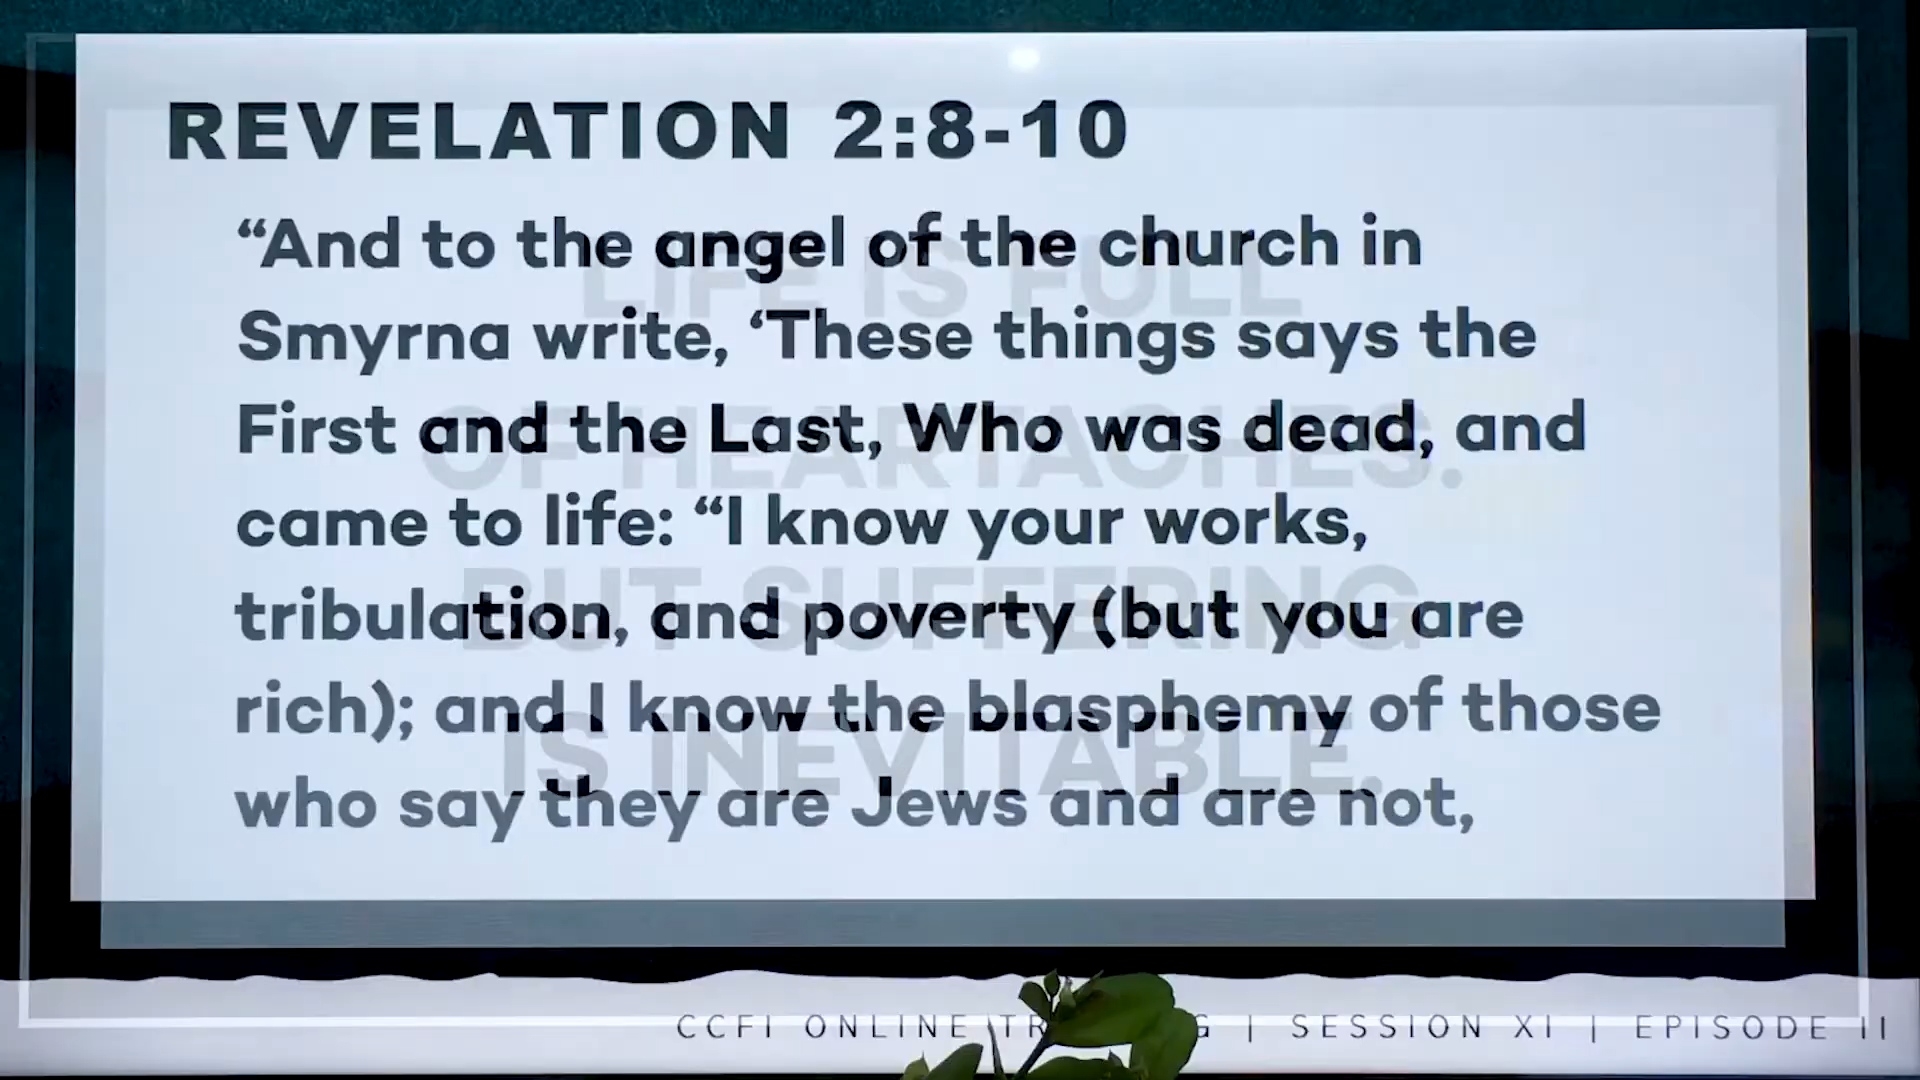 REVELATION 2:8-10
“And to the angel of the church in
Smyrna write, ‘These things says the
First and the Last, Who was dead, and
came to life: “I know your works,
tribulation, and poverty (but you are
rich); and I know the blasphemy of those
who say they are Jews and are not,
LIFE IS FULL
OF HEARTACHES.
BUT SUFFERING
IS INEVITABLE.
CCFI ONLINE | SESSION XI | EPISODE II